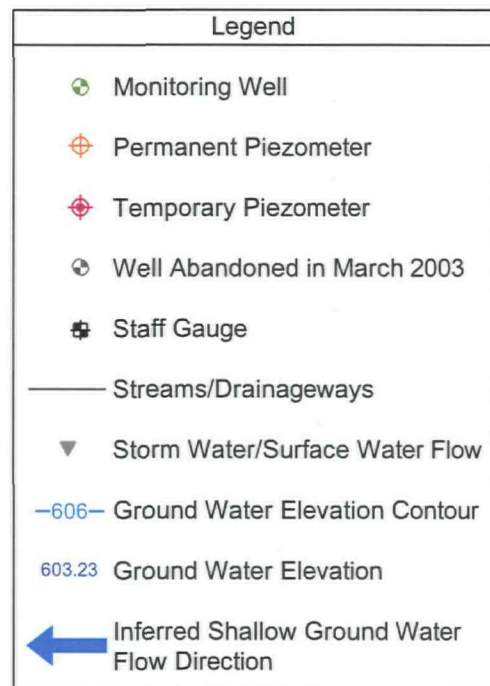 Legend
Monitoring Well
Permanent Piezometer
Temporary Piezometer
Well Abandoned in March 2003
Staff Gauge
Streams/Drainageways
Storm Water/Surface Water Flow
606 Ground Water Elevation Contour
603.23 Ground Water Elevation
Inferred Shallow Ground Water
Flow Direction